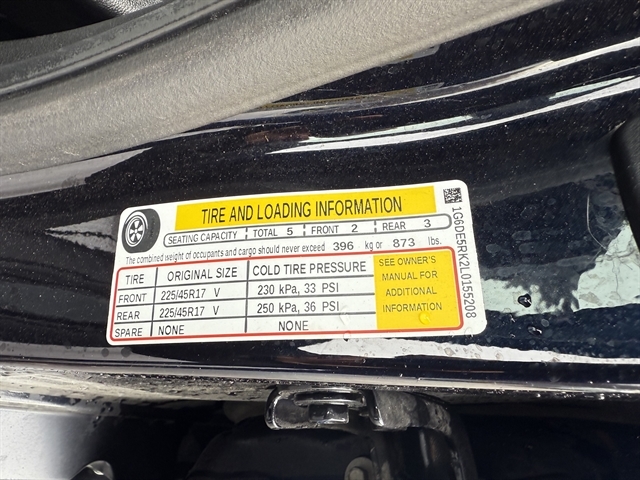 TIRE AND LOADING INFORMATION
SEATING CAPACITY TOTAL 5 FRONT 2 REAR 3
The combined weight of occupants and cargo should never exceed 396 kg or 873 lbs.
TIRE ORIGINAL SIZE COLD TIRE PRESSURE
FRONT 225/45R17 V 230 kPa, 33 PSI
REAR 225/45R17 V 250 kPa, 36 PSI
SPARE NONE NONE
SEE OWNER'S
MANUAL FOR
ADDITIONAL
INFORMATION
1G6DE5RK2L0155208